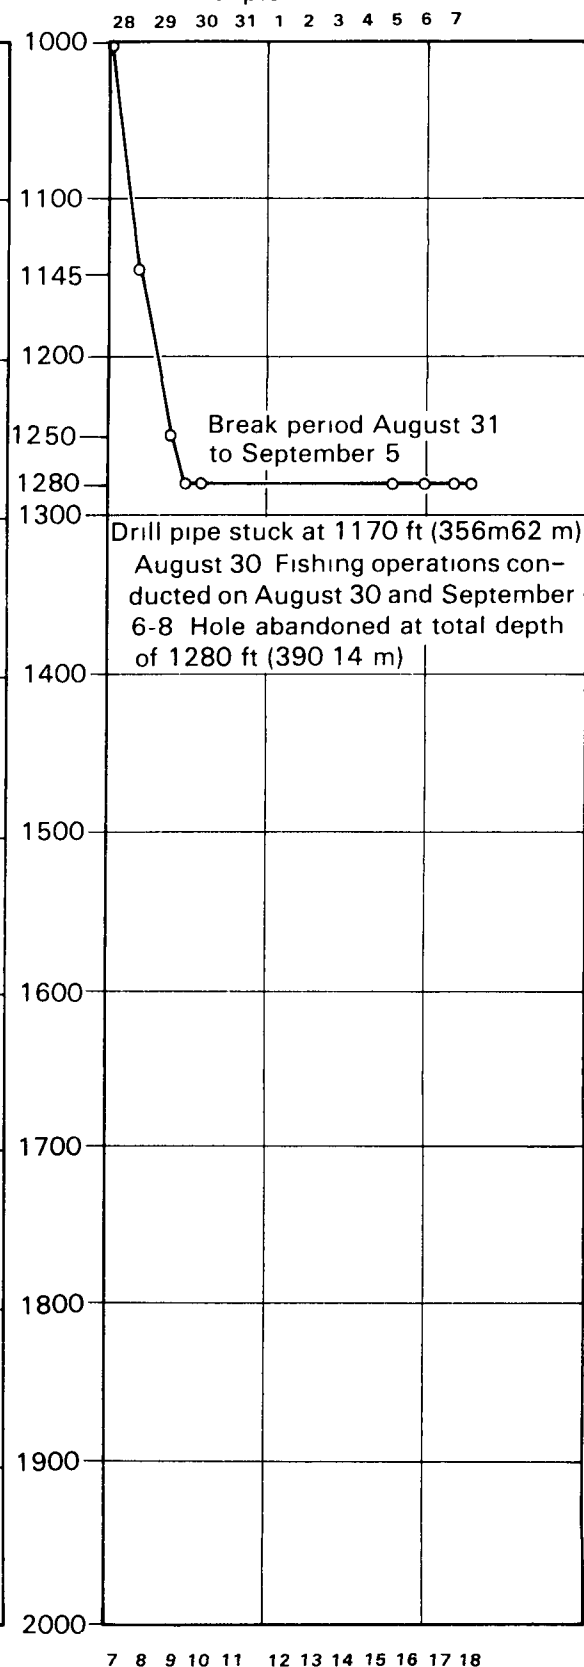 28 29 30 31 1 2 3 4 5 6 7
1000
1100
1145
1200
1250
1280
1300
Break period August 31
to September 5
Drill pipe stuck at 1170 ft (356m62 m)
August 30 Fishing operations con-
ducted on August 30 and September
6-8 Hole abandoned at total depth
of 1280 ft (390 14 m)
1400
1500
1600
1700
1800
1900
2000
7 8 9 10 11 12 13 14 15 16 17 18